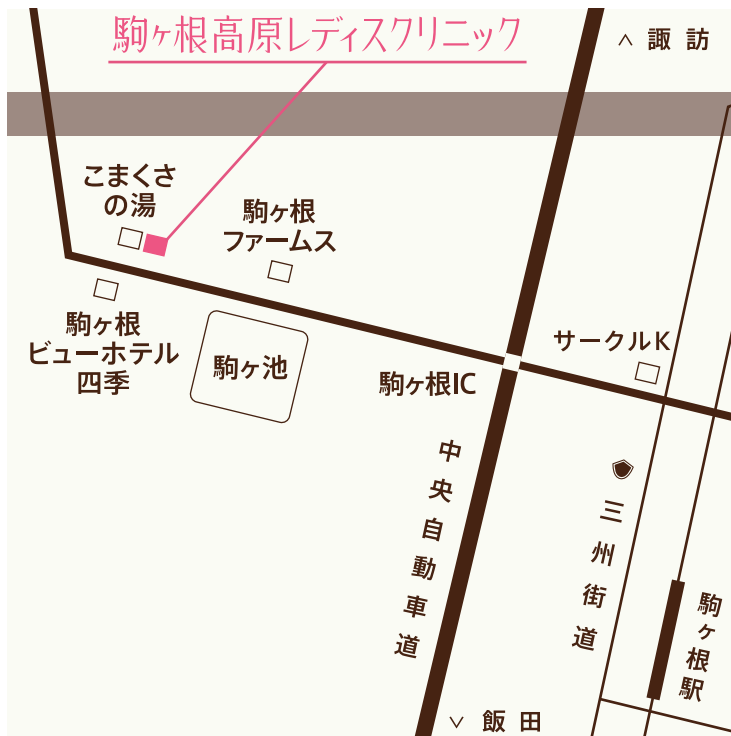 駒ヶ根高原レディスクリニック
^ 諏訪
こまくさ
の湯
駒ヶ根
ファームス
駒ヶ根
ビューホテル
四季
駒ヶ池
駒ヶ根IC
サークルK
中央自動車道
三州街道
駒ヶ根駅
v 飯田